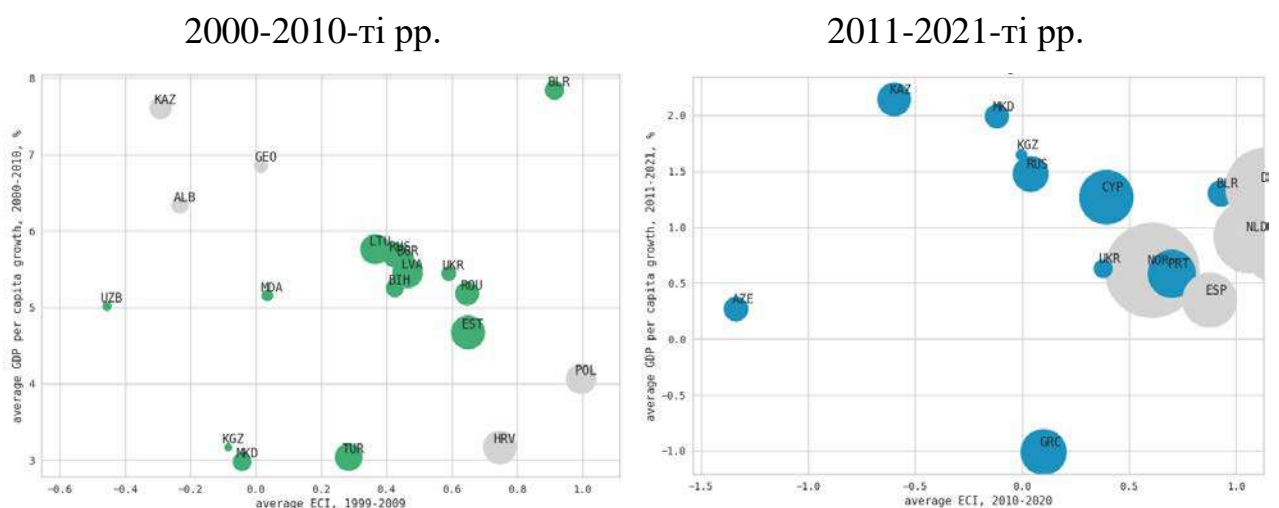 2000-2010-ті рр.
2011-2021-ті рр.
average GDP per capita growth, 2000-2010, %
8
7
6
5
4
3
BLR
KAZ
GEO
ALB
LTU
RUS
BGR
LVA
UKR
BIH
ROU
MDA
UZB
EST
POL
HRV
KGZ
MKD
TUR
−0.6 −0.4 −0.2 0.0 0.2 0.4 0.6 0.8 1.0
average ECI, 1999-2009
average GDP per capita growth, 2011-2021, %
2.0
1.5
1.0
0.5
0.0
−0.5
−1.0
KAZ
MKD
KGZ
RUS
CYP
BLR
NLD
UKR
NOR
PRT
ESP
AZE
GRC
−1.5 −1.0 −0.5 0.0 0.5 1.0
average ECI, 2010-2020